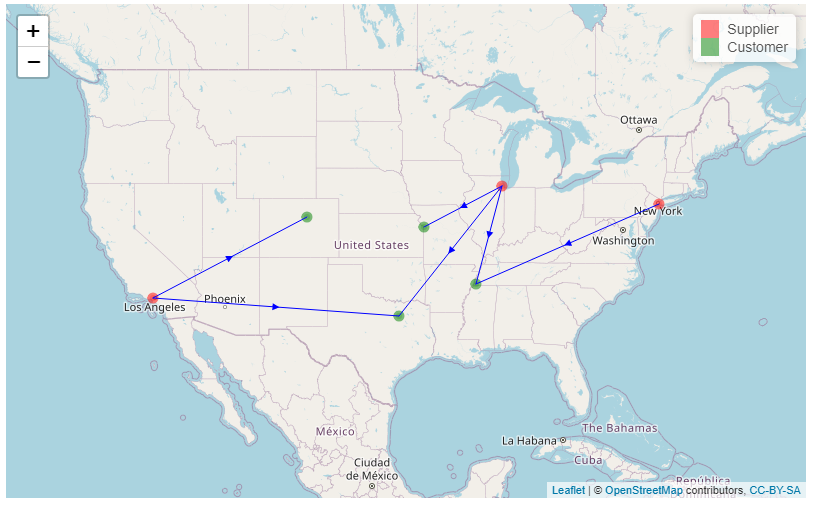 +
−
Supplier
Customer
Ottawa
New York
Washington
United States
Phoenix
Los Angeles
México
The Bahamas
La Habana
Cuba
Ciudad
de México
República
Leaflet | © OpenStreetMap contributors, CC-BY-SA